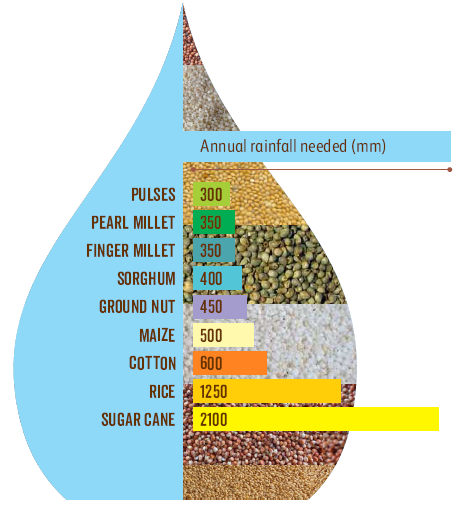 Annual rainfall needed (mm)
PULSES 300
PEARL MILLET 350
FINGER MILLET 350
SORGHUM 400
GROUND NUT 450
MAIZE 500
COTTON 600
RICE 1250
SUGAR CANE 2100